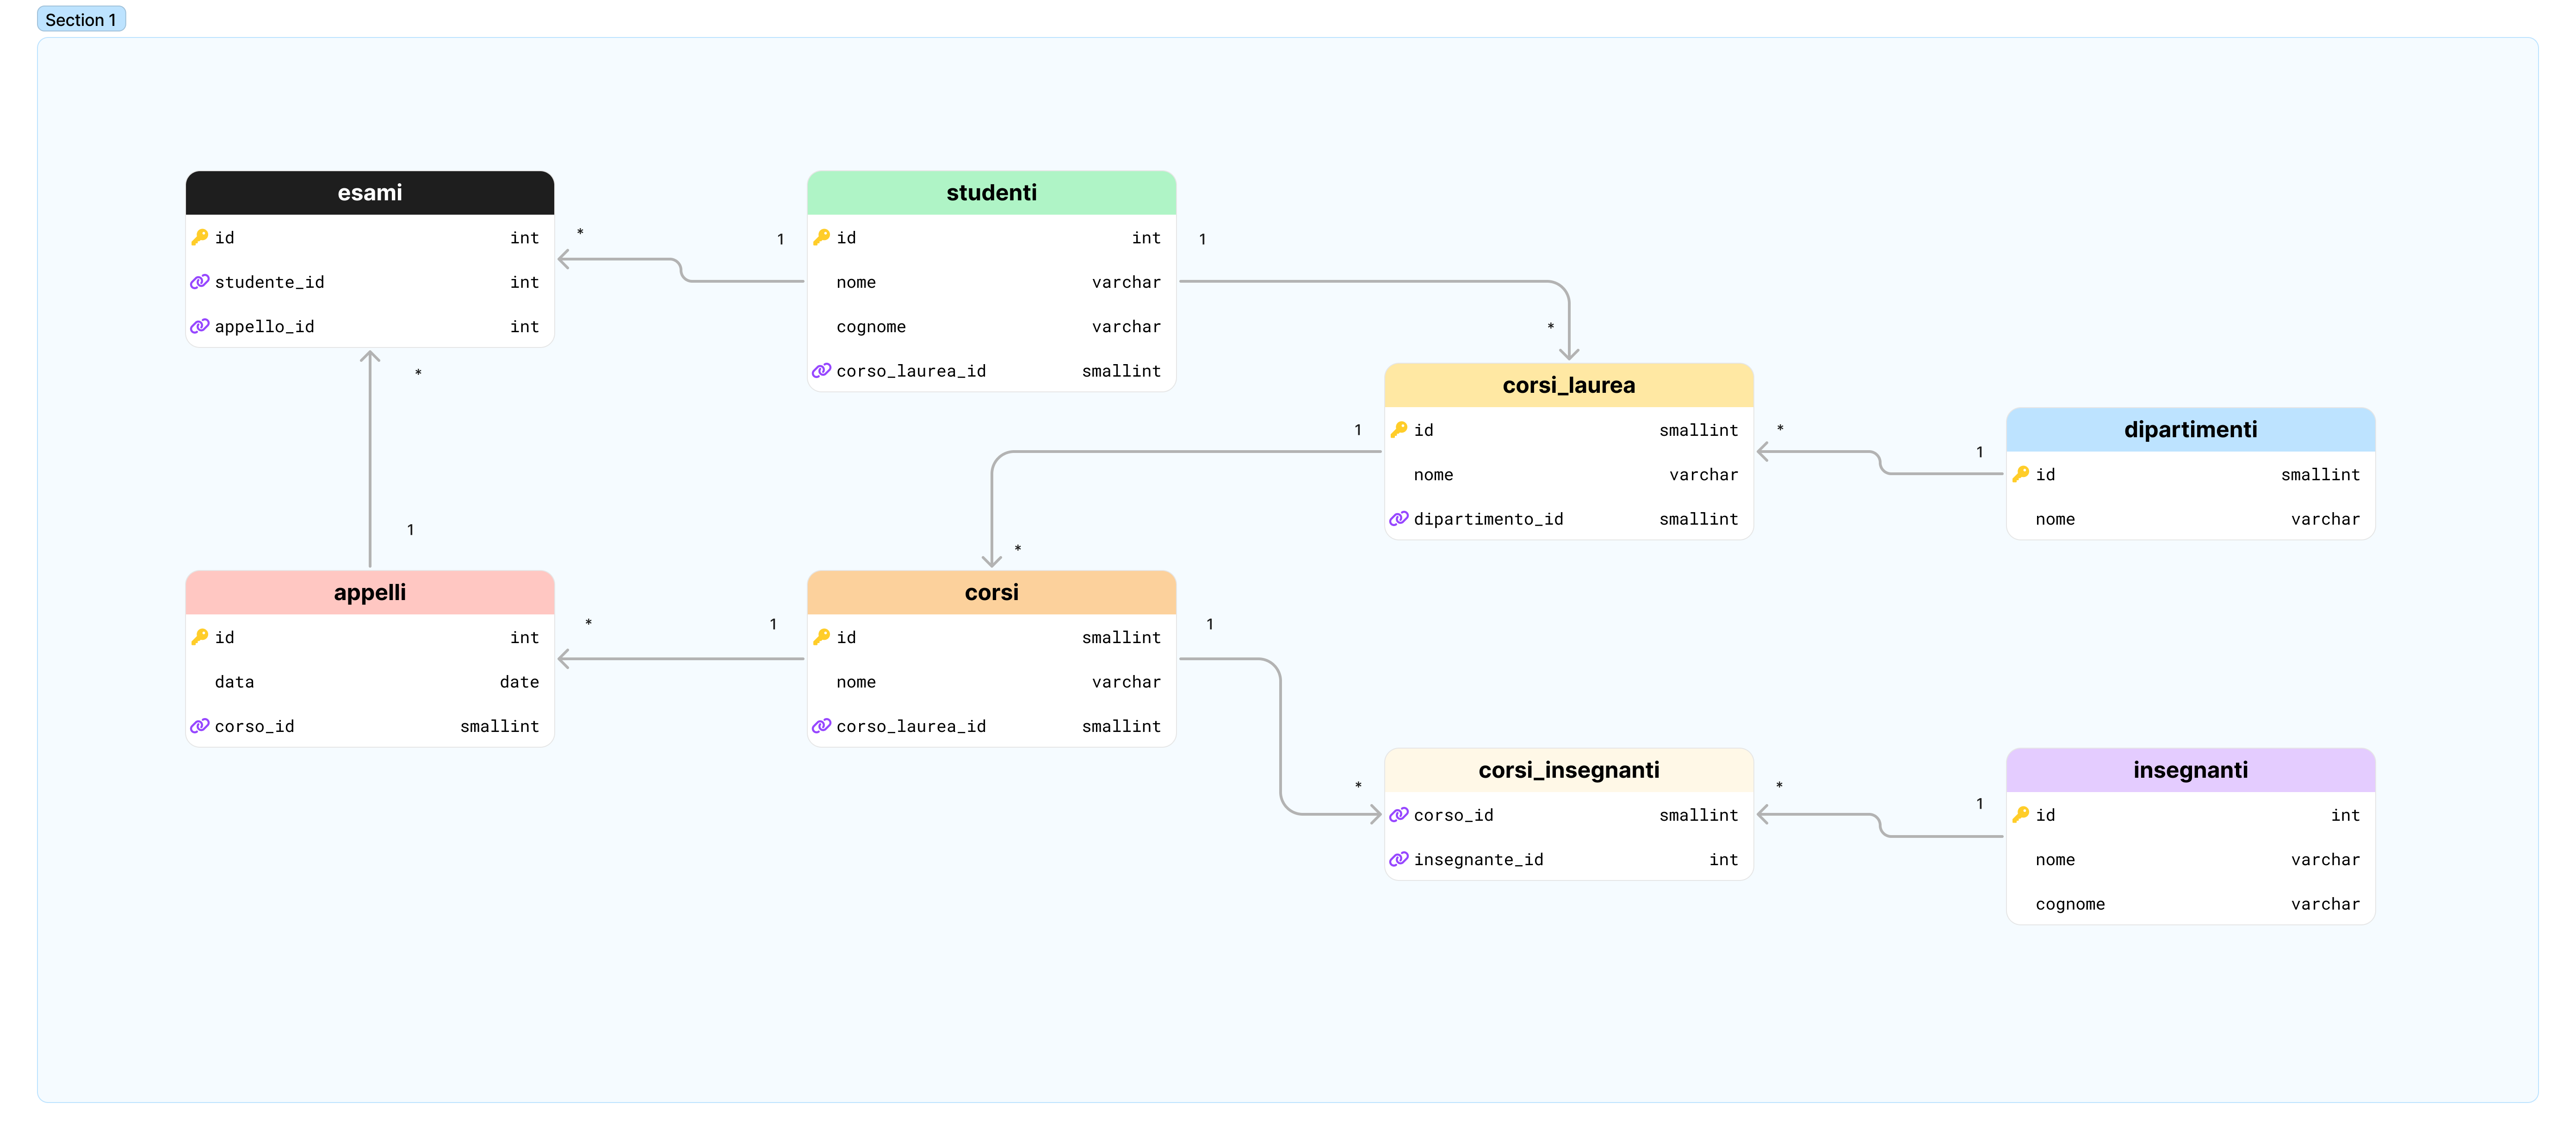 Section 1
esami
id int
studente_id int
appello_id int
* 1
studenti
id int
nome varchar
cognome varchar
corso_laurea_id smallint
1
*
corsi_laurea
id smallint
nome varchar
dipartimento_id smallint
* 1
dipartimenti
id smallint
nome varchar
*
1
1
*
appelli
id int
data date
corso_id smallint
* 1
corsi
id smallint
nome varchar
corso_laurea_id smallint
1
*
corsi_insegnanti
corso_id smallint
insegnante_id int
* 1
insegnanti
id int
nome varchar
cognome varchar